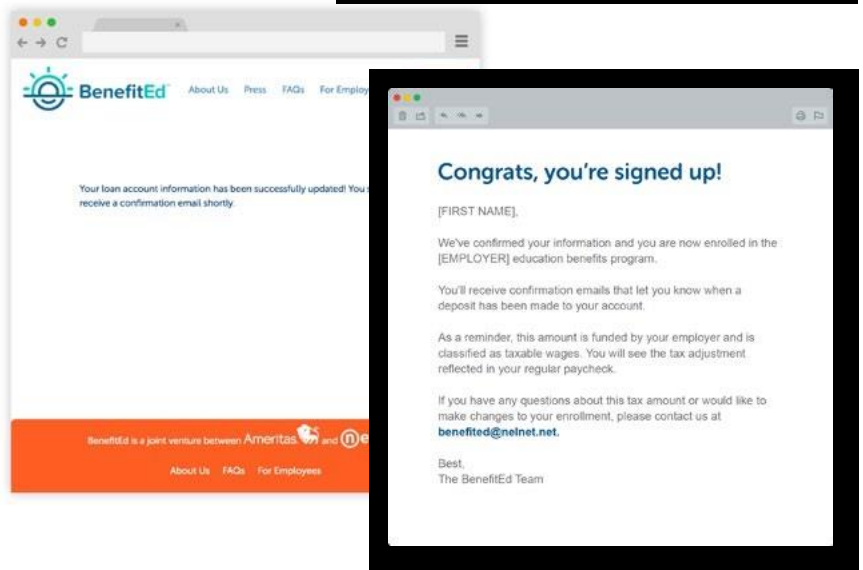 BenefitEd
About Us Press FAQs For Employ
Your loan account information has been successfully updated! You
receive a confirmation email shortly.
BenefitEd is a joint venture between Ameritas and ne
About Us FAQs For Employees
Congrats, you're signed up!
[FIRST NAME],
We've confirmed your information and you are now enrolled in the
[EMPLOYER] education benefits program.
You'll receive confirmation emails that let you know when a
deposit has been made to your account.
As a reminder, this amount is funded by your employer and is
classified as taxable wages. You will see the tax adjustment
reflected in your regular paycheck.
If you have any questions about this tax amount or would like to
make changes to your enrollment, please contact us at
benefited@nelnet.net.
Best,
The BenefitEd Team